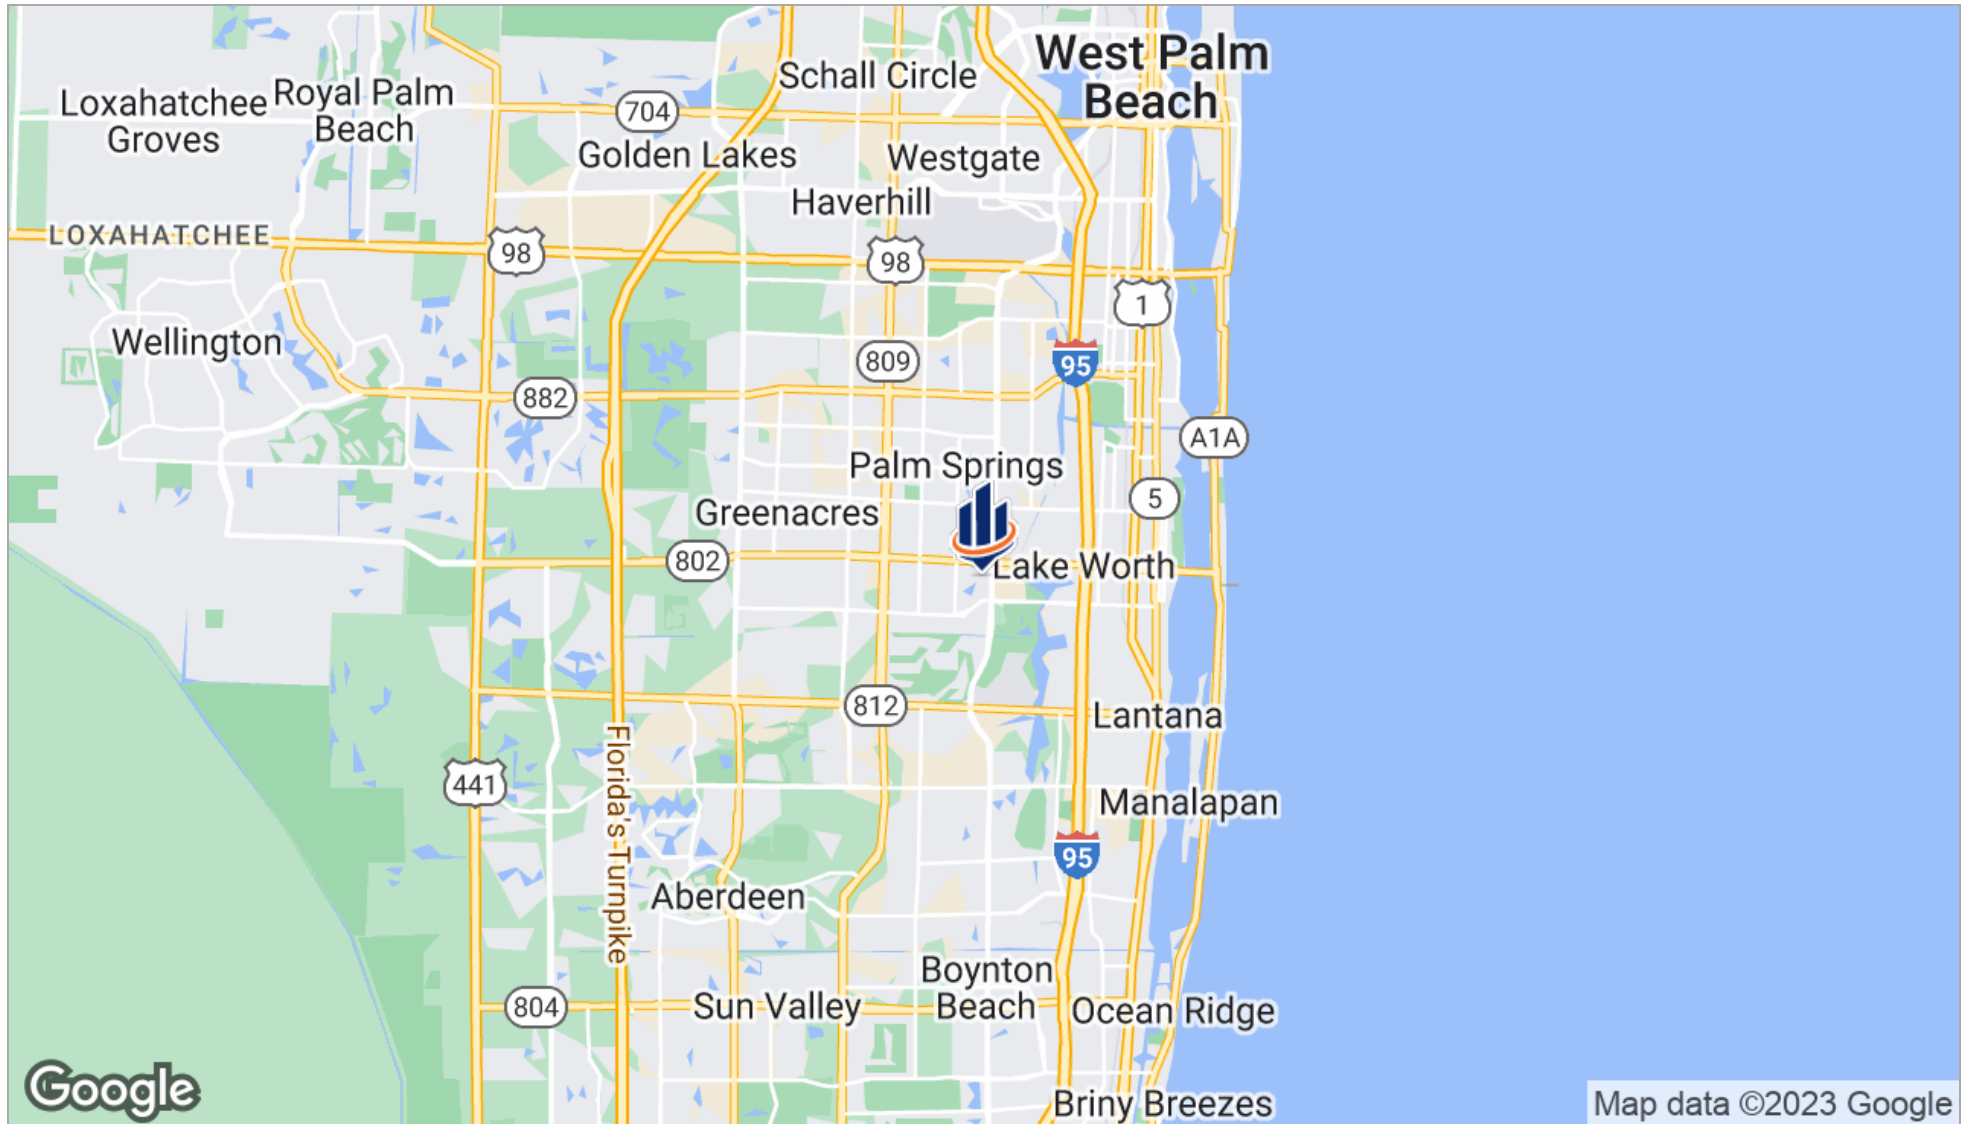 West Palm
Beach
Schall Circle
Loxahatchee
Groves
Royal Palm
Beach
704
Golden Lakes
Westgate
Haverhill
LOXAHATCHEE
98
98
1
Wellington
809
95
882
A1A
Palm Springs
5
Greenacres
802
Lake Worth
812
Lantana
Florida's Turnpike
441
Manalapan
95
Aberdeen
Boynton
Beach
804
Sun Valley
Ocean Ridge
Briny Breezes
Google
Map data ©2023 Google